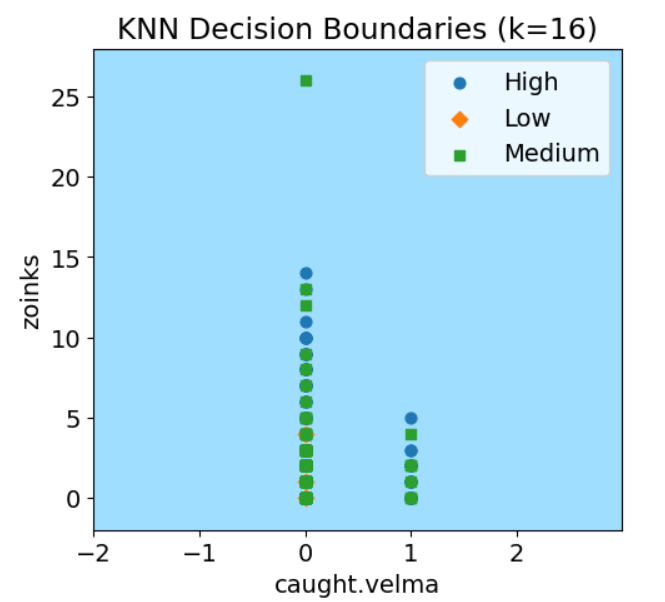 KNN Decision Boundaries (k=16)
High
Low
Medium
25
20
15
10
5
0
zoinks
−2 −1 0 1 2
caught.velma